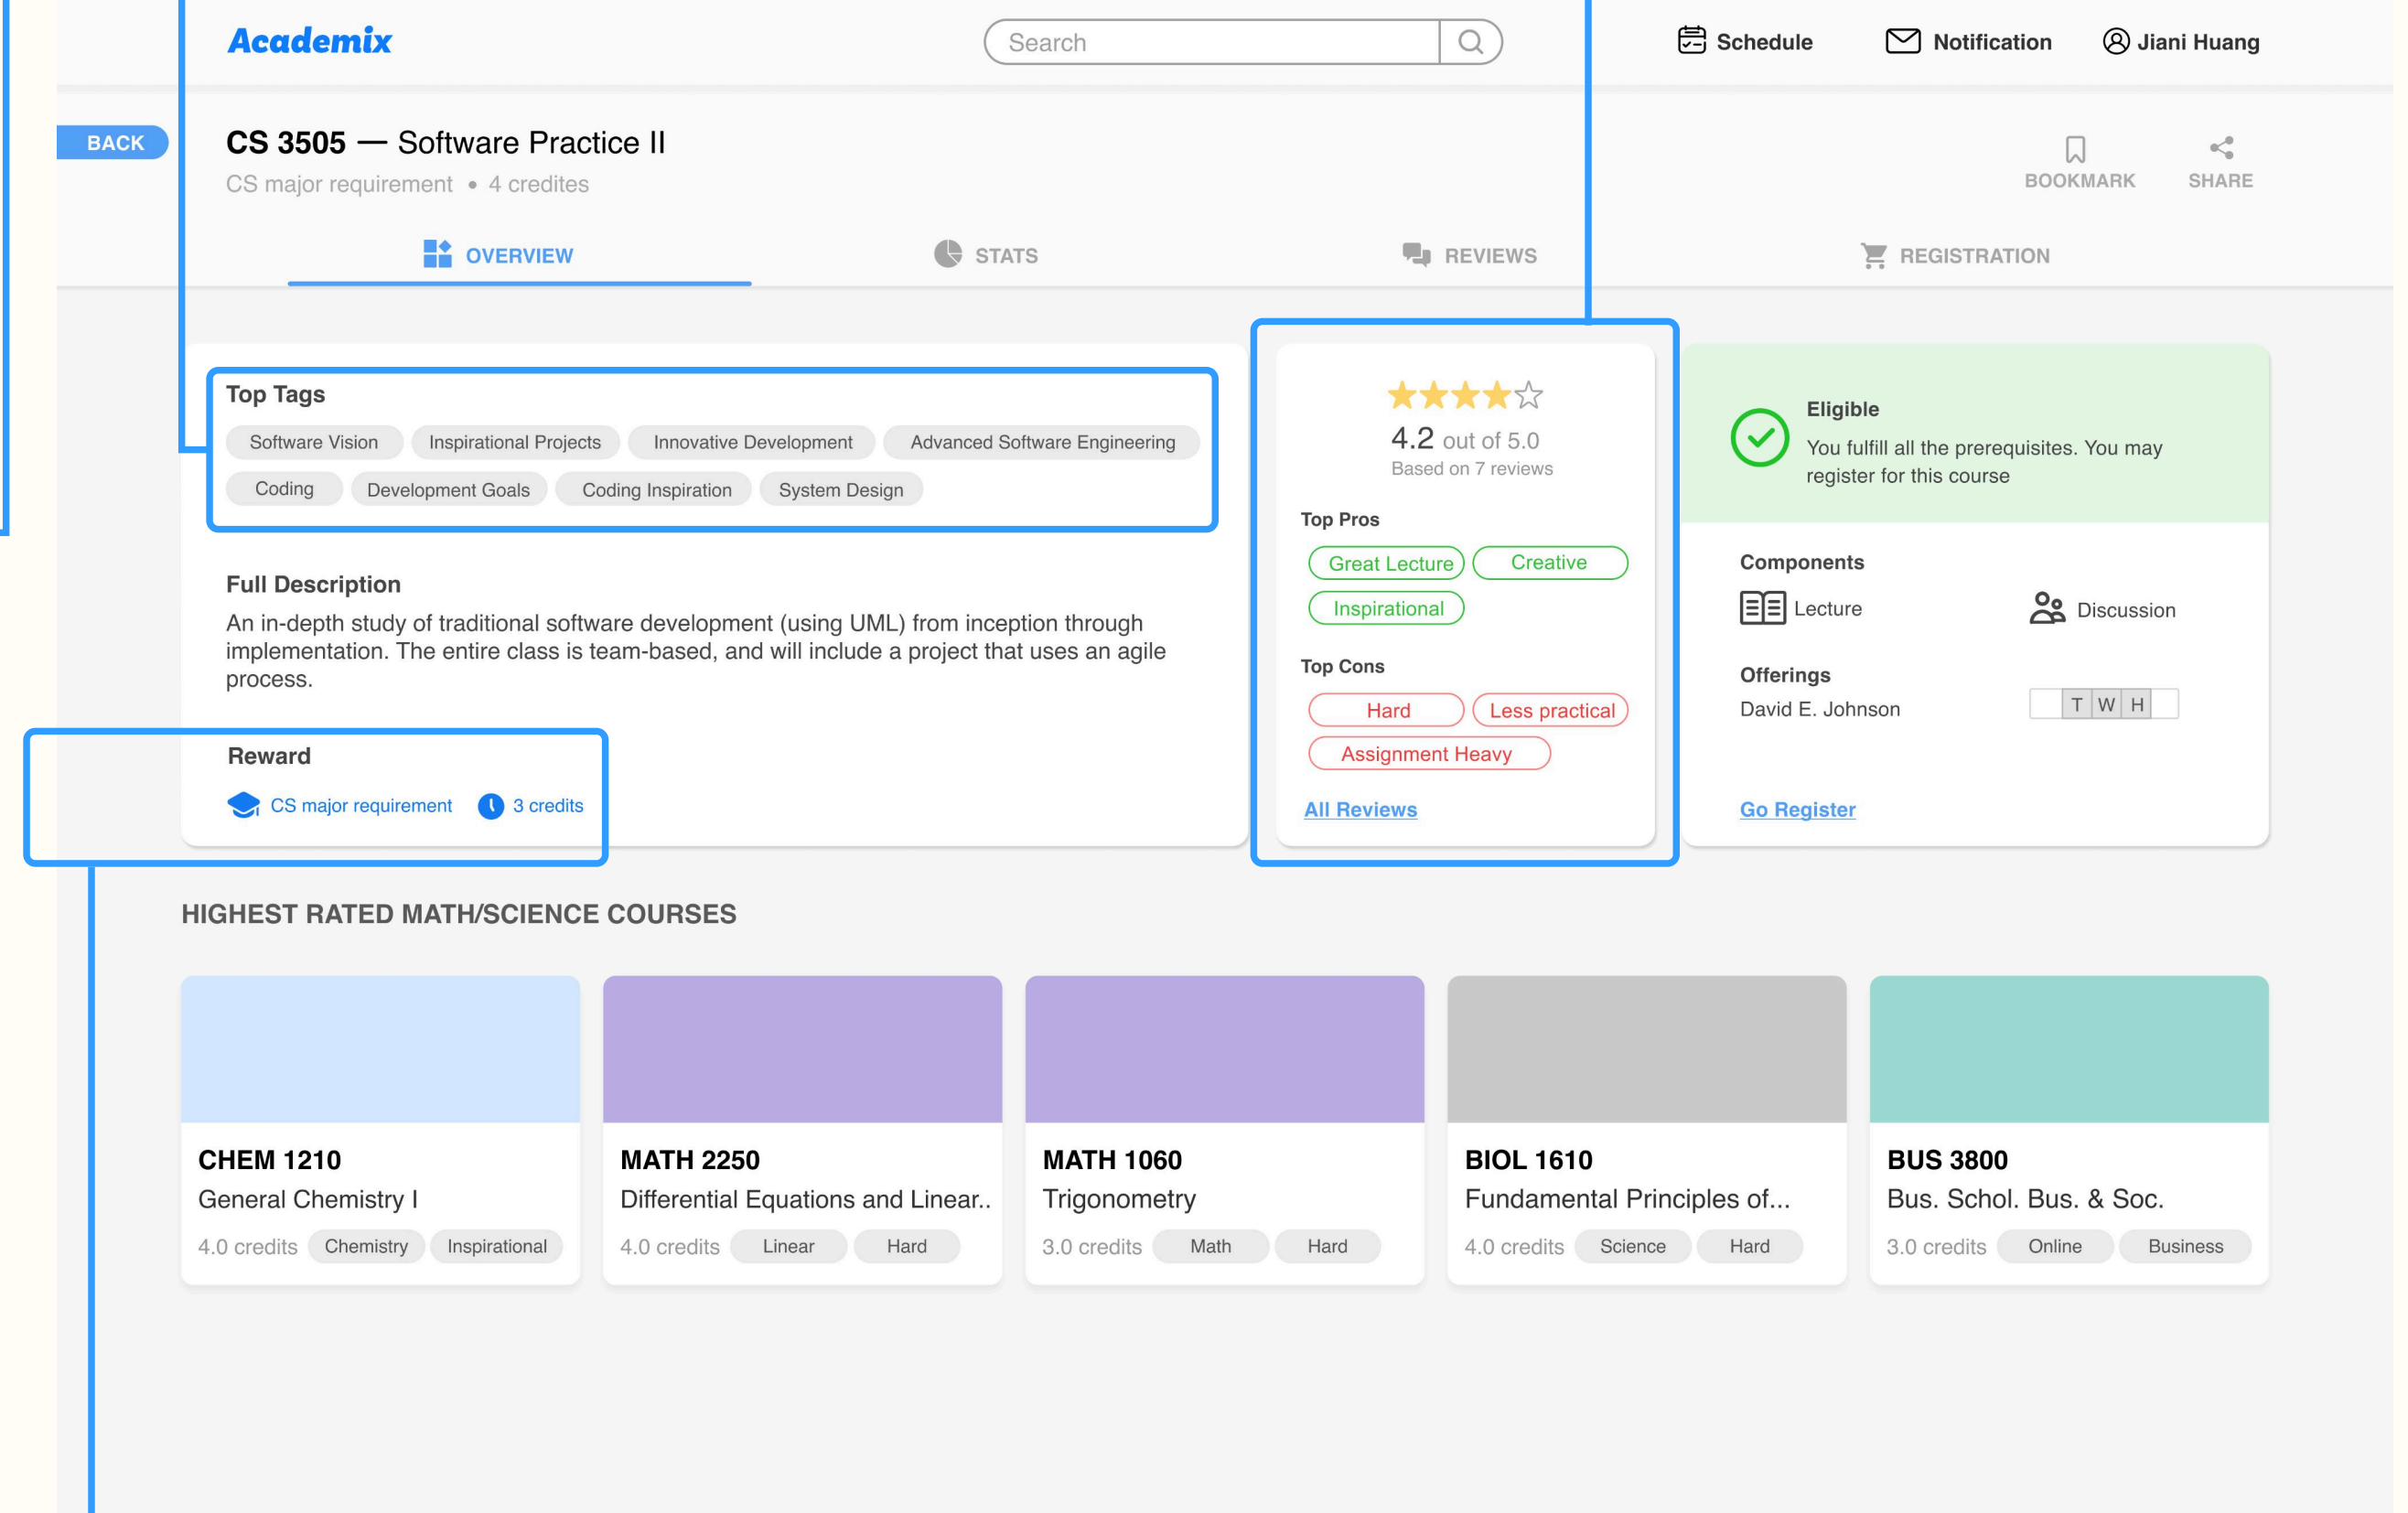 Academix
Search
Schedule
Notification
Jiani Huang
BACK
CS 3505 — Software Practice II
CS major requirement • 4 credites
BOOKMARK
SHARE
OVERVIEW
STATS
REVIEWS
REGISTRATION
Top Tags
Software Vision
Inspirational Projects
Innovative Development
Advanced Software Engineering
Coding
Development Goals
Coding Inspiration
System Design
Full Description
An in-depth study of traditional software development (using UML) from inception through
implementation. The entire class is team-based, and will include a project that uses an agile
process.
Reward
CS major requirement
3 credits
4.2 out of 5.0
Based on 7 reviews
Top Pros
Great Lecture
Creative
Inspirational
Top Cons
Hard
Less practical
Assignment Heavy
All Reviews
Eligible
You fulfill all the prerequisites. You may
register for this course
Components
Lecture
Discussion
Offerings
David E. Johnson
T W H
Go Register
HIGHEST RATED MATH/SCIENCE COURSES
CHEM 1210
General Chemistry I
4.0 credits
Chemistry
Inspirational
MATH 2250
Differential Equations and Linear..
4.0 credits
Linear
Hard
MATH 1060
Trigonometry
3.0 credits
Math
Hard
BIOL 1610
Fundamental Principles of...
4.0 credits
Science
Hard
BUS 3800
Bus. Schol. Bus. & Soc.
3.0 credits
Online
Business